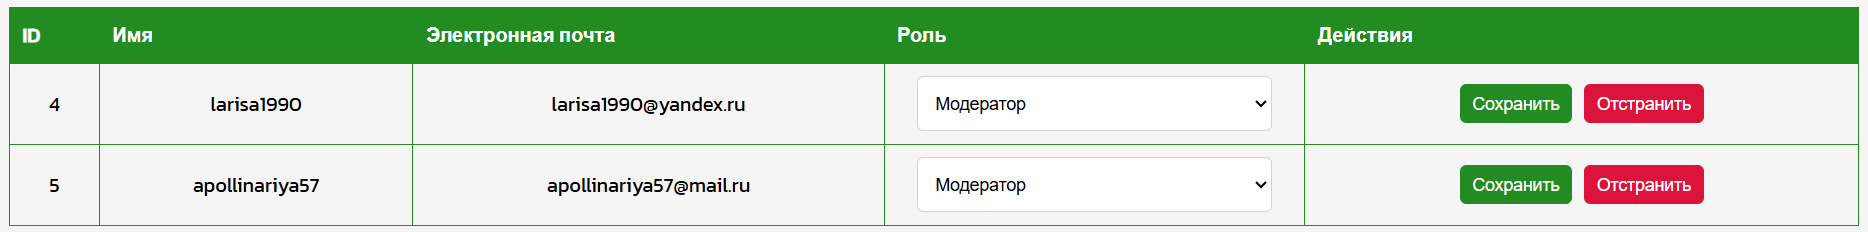 ID Имя Электронная почта Роль Действия
4 larisa1990 larisa1990@yandex.ru Модератор Сохранить Отстранить
5 apollinariya57 apollinariya57@mail.ru Модератор Сохранить Отстранить